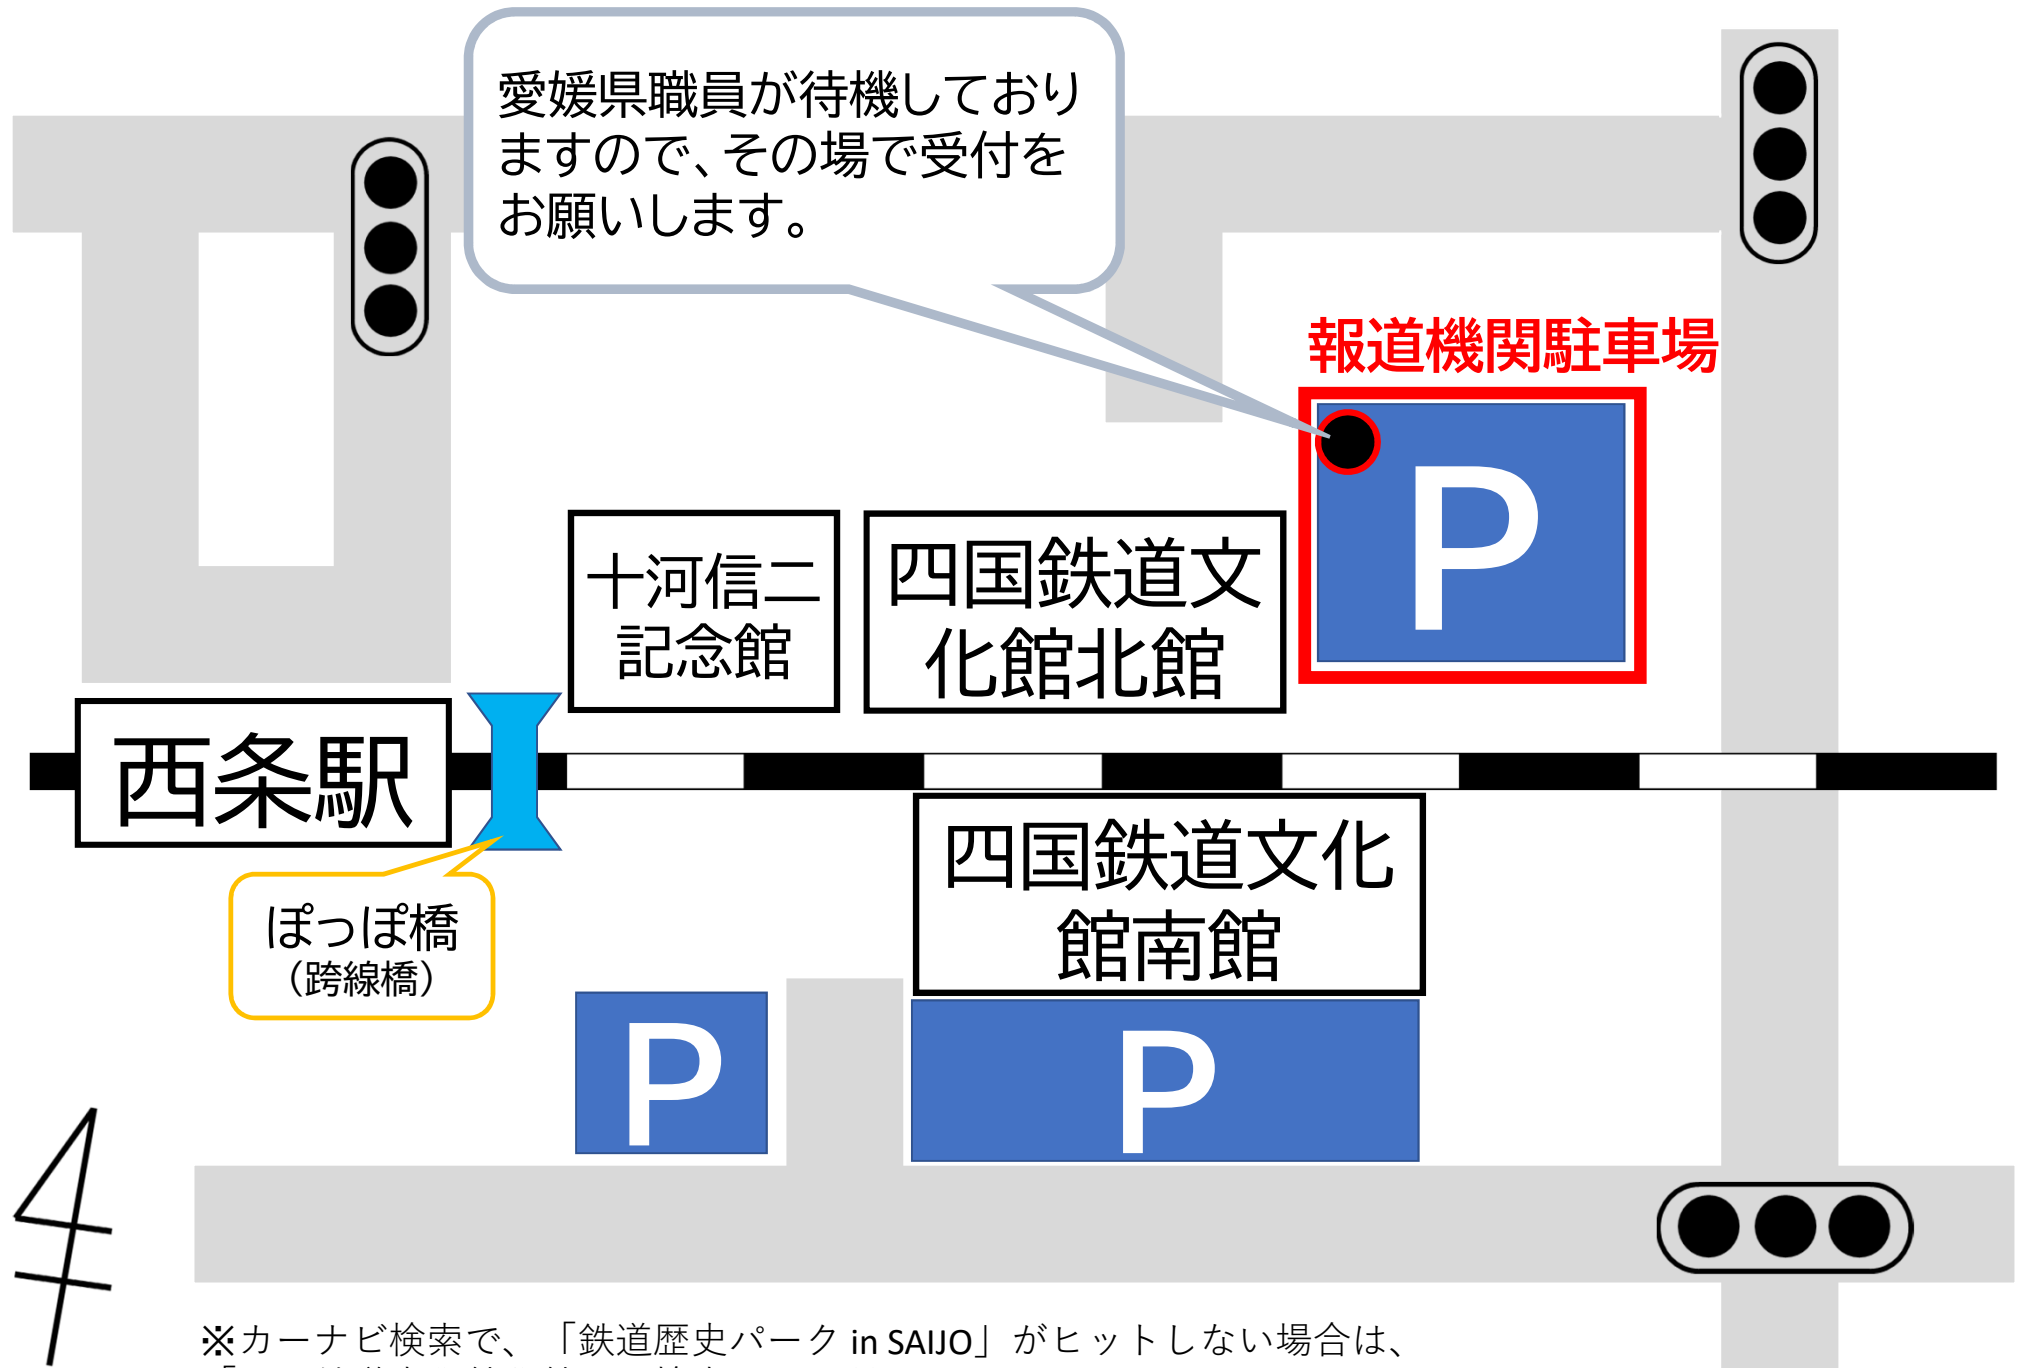 愛媛県職員が待機しており
ますので、その場で受付を
お願いします。
報道機関駐車場
P
十河信二
記念館
四国鉄道文
化館北館
西条駅
四国鉄道文化
館南館
ぽっぽ橋
（跨線橋）
P
P
※カーナビ検索で、「鉄道歴史パーク in SAIJO」がヒットしない場合は、